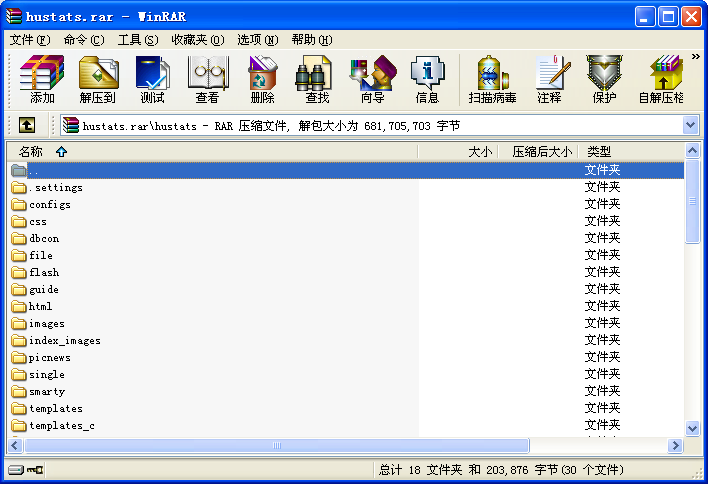 hustats.rar - WinRAR
文件(F) 命令(C) 工具(S) 收藏夹(O) 选项(N) 帮助(H)
添加 解压到 测试 查看 删除 查找 向导 信息 扫描病毒 注释 保护 自解压格
hustats.rar\hustats - RAR 压缩文件, 解包大小为 681,705,703 字节
名称 大小 压缩后大小 类型
.. 文件夹
.settings 文件夹
configs 文件夹
css 文件夹
dbcon 文件夹
file 文件夹
flash 文件夹
guide 文件夹
html 文件夹
images 文件夹
index_images 文件夹
picnews 文件夹
single 文件夹
smarty 文件夹
templates 文件夹
templates_c 文件夹
总计 18 文件夹 和 203,876 字节(30 个文件)